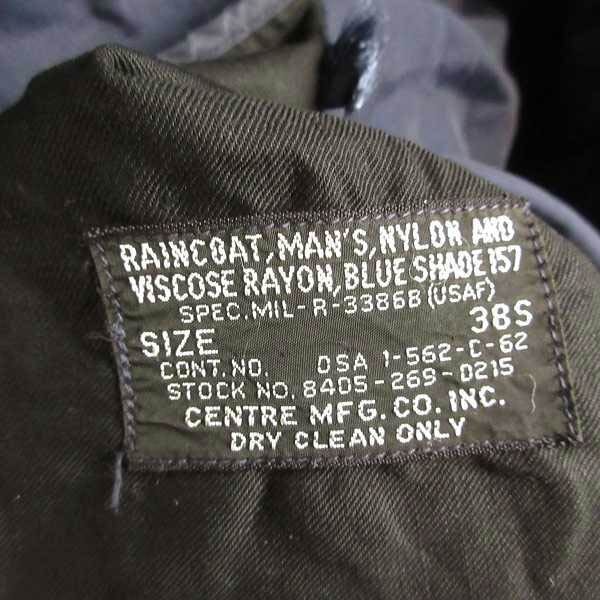 RAINCOAT, MAN'S, NYLON AND
VISCOSE RAYON, BLUE SHADE 157
SPEC. MIL-R-3386B (USAF)
SIZE 38S
CONT. NO. DSA 1-562-C-62
STOCK NO. 8405-269-0215
CENTRE MFG. CO. INC.
DRY CLEAN ONLY